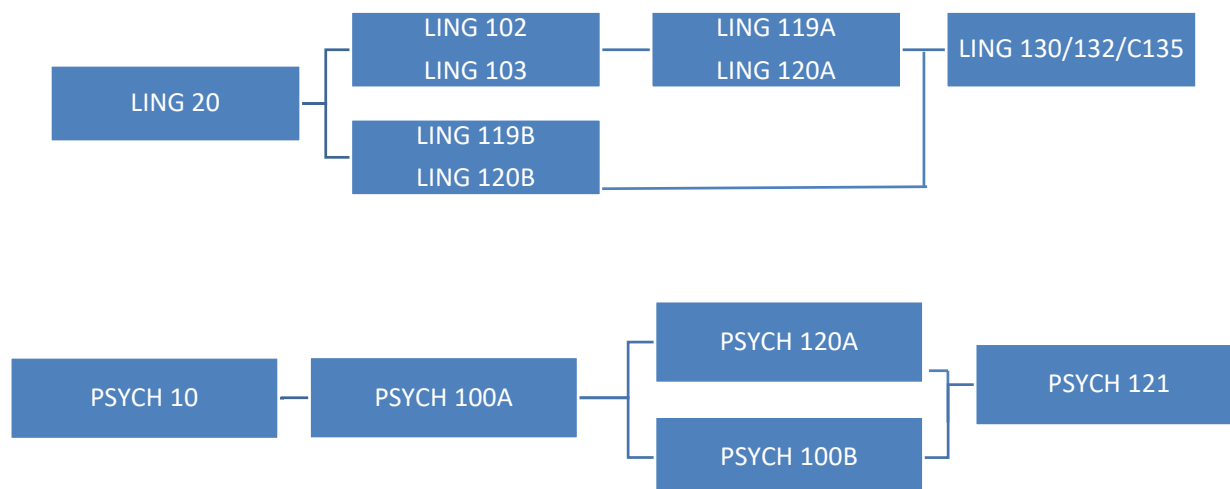 LING 20
LING 102
LING 103
LING 119B
LING 120B
LING 119A
LING 120A
LING 130/132/C135
PSYCH 10
PSYCH 100A
PSYCH 120A
PSYCH 100B
PSYCH 121